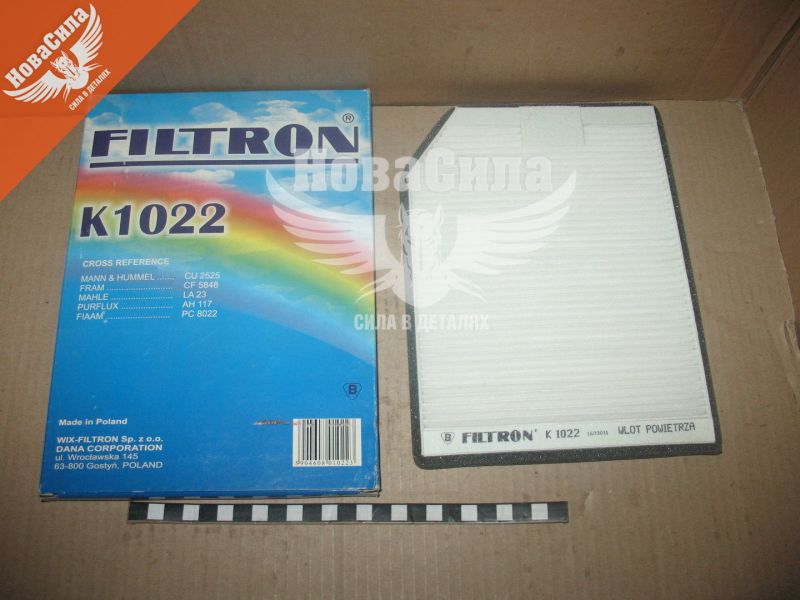 НоваСила
СИЛА В ДЕТАЛЯХ
FILTRON®
K1022
CROSS REFERENCE
MANN & HUMMEL ....... CU 2525
FRAM ............................ CF 5848
MAHLE .......................... LA 23
PURFLUX ...................... AH 117
FIAAM ............................ PC 8022
B
Made in Poland
WIX-FILTRON Sp. z o.o.
DANA CORPORATION
ul. Wrocławska 145
63-800 Gostyń, POLAND
5904608010223
НоваСила
СИЛА В ДЕТАЛЯХ
B FILTRON K 1022 WLOT POWIETRZA